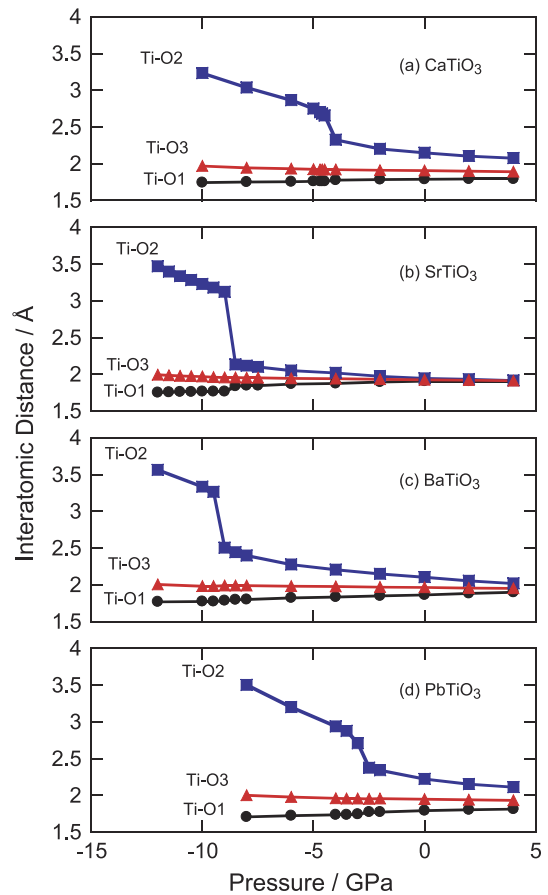 Interatomic Distance / Å
4
3.5
3
2.5
2
1.5
Ti-O2
Ti-O3
Ti-O1
(a) CaTiO₃
4
3.5
3
2.5
2
1.5
Ti-O2
Ti-O3
Ti-O1
(b) SrTiO₃
4
3.5
3
2.5
2
1.5
Ti-O2
Ti-O3
Ti-O1
(c) BaTiO₃
4
3.5
3
2.5
2
1.5
Ti-O2
Ti-O3
Ti-O1
(d) PbTiO₃
-15 -10 -5 0 5
Pressure / GPa